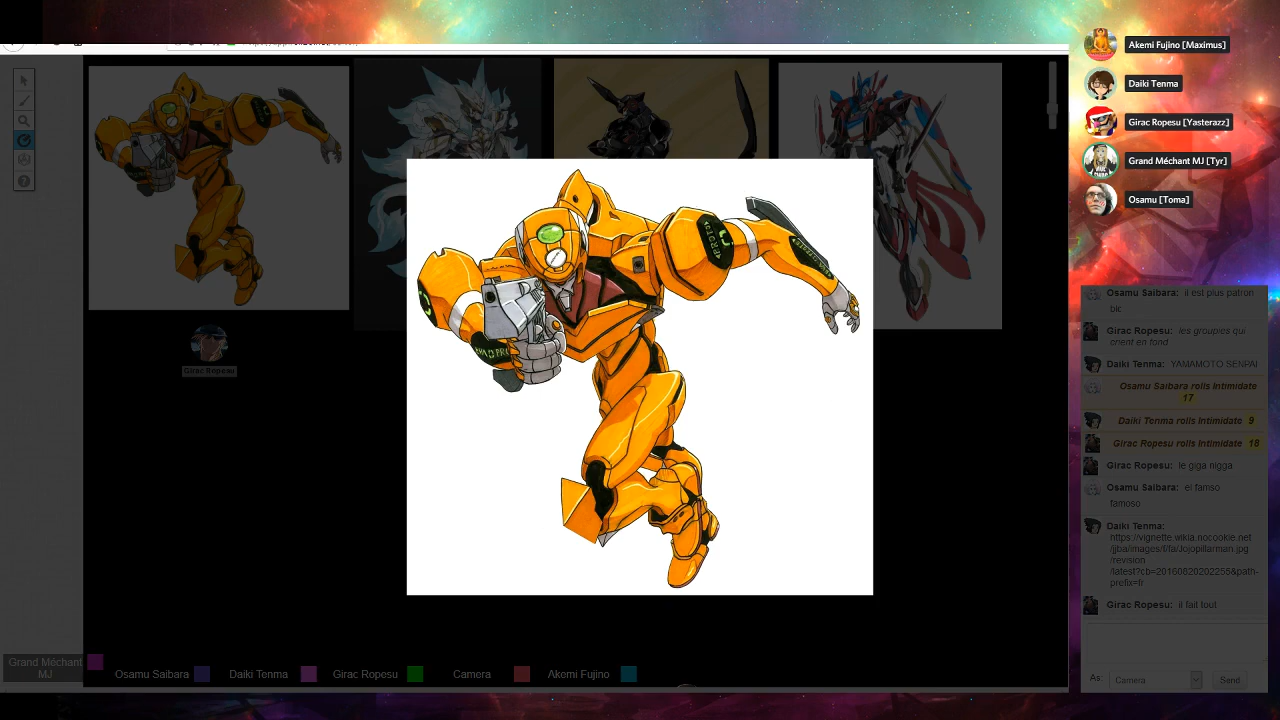 Akemi Fujino [Maximus]
Daiki Tenma
Girac Ropesu [Yasterazz]
Grand Méchant MJ [Tyr]
Osamu [Toma]
Girac Ropesu
Osamu Saibara: il est plus patron
blc
Girac Ropesu: les groupies qui
crient en fond
Daiki Tenma: YAMAMOTO SENPAI
Osamu Saibara rolls Intimidate
17
Daiki Tenma rolls Intimidate 9
Girac Ropesu rolls Intimidate 18
Girac Ropesu: le giga nigga
Osamu Saibara: el famso
famoso
Daiki Tenma:
https://vignette.wikia.nocookie.net
/jjba/images/f/fa/Jojopillarman.jpg
/revision
/latest?cb=20160820202255&path-
prefix=fr
Girac Ropesu: il fait tout
As: Camera Send
Grand Méchant
MJ
Osamu Saibara Daiki Tenma Girac Ropesu Camera Akemi Fujino